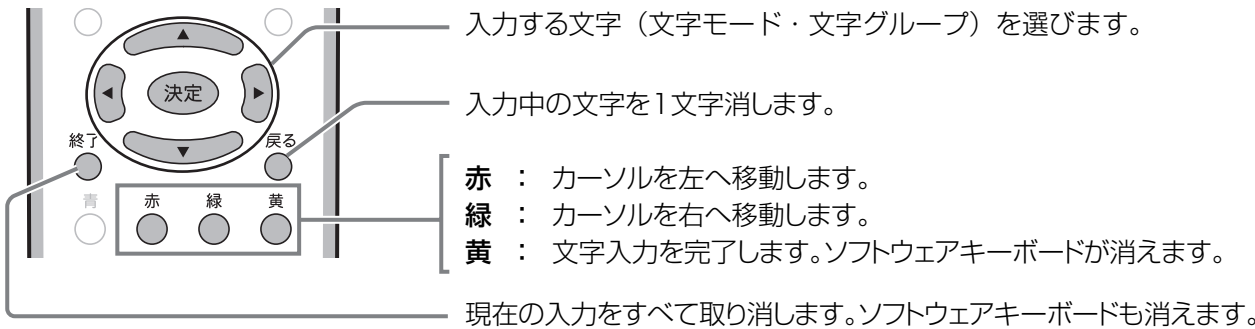 入力する文字（文字モード・文字グループ）を選びます。
決定
入力中の文字を1文字消します。
終了
戻る
青
赤
緑
黄
赤 ： カーソルを左へ移動します。
緑 ： カーソルを右へ移動します。
黄 ： 文字入力を完了します。ソフトウェアキーボードが消えます。
現在の入力をすべて取り消します。ソフトウェアキーボードも消えます。